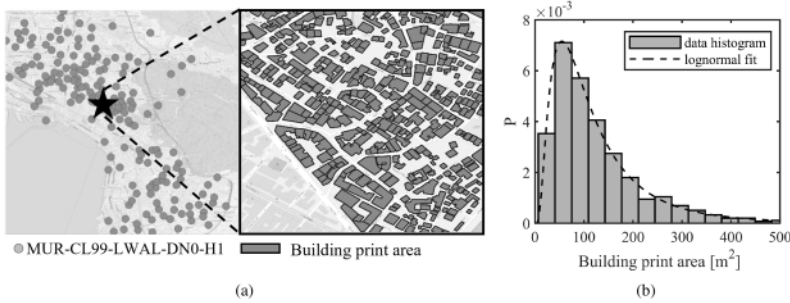 MUR-CL99-LWAL-DN0-H1
Building print area
(a)
×10⁻³
8
6
4
2
0
P
data histogram
lognormal fit
0 100 200 300 400 500
Building print area [m²]
(b)